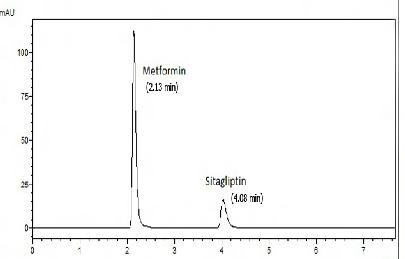 mAU
100
Metformin
(2.13 min)
75
50
Sitagliptin
25
(4.08 min)
0
0 1 2 3 4 5 6 7